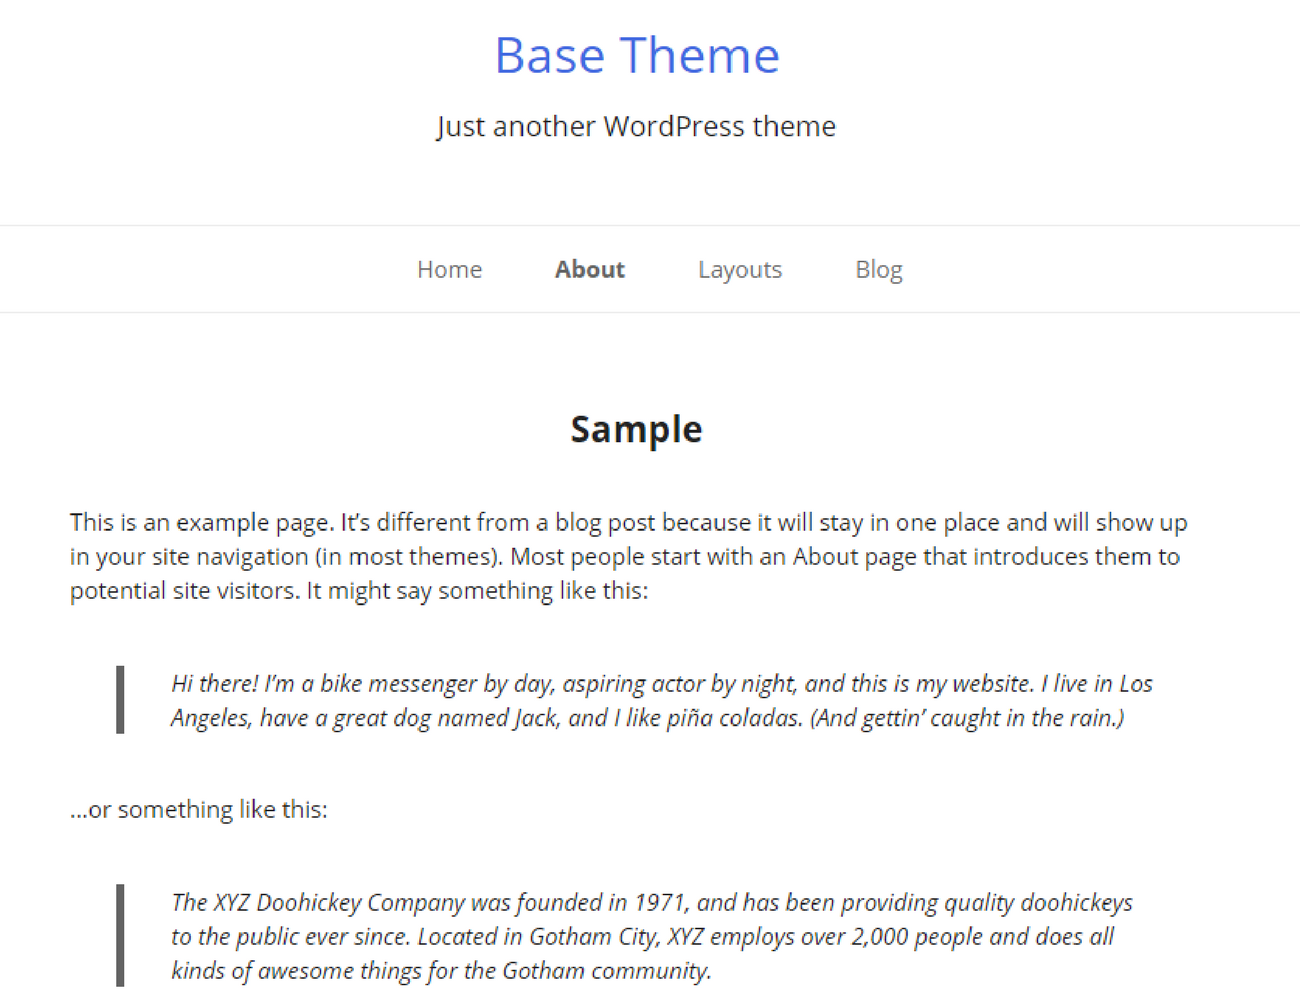 Base Theme
Just another WordPress theme
Home About Layouts Blog
Sample
This is an example page. It’s different from a blog post because it will stay in one place and will show up
in your site navigation (in most themes). Most people start with an About page that introduces them to
potential site visitors. It might say something like this:
Hi there! I’m a bike messenger by day, aspiring actor by night, and this is my website. I live in Los
Angeles, have a great dog named Jack, and I like piña coladas. (And gettin’ caught in the rain.)
…or something like this:
The XYZ Doohickey Company was founded in 1971, and has been providing quality doohickeys
to the public ever since. Located in Gotham City, XYZ employs over 2,000 people and does all
kinds of awesome things for the Gotham community.